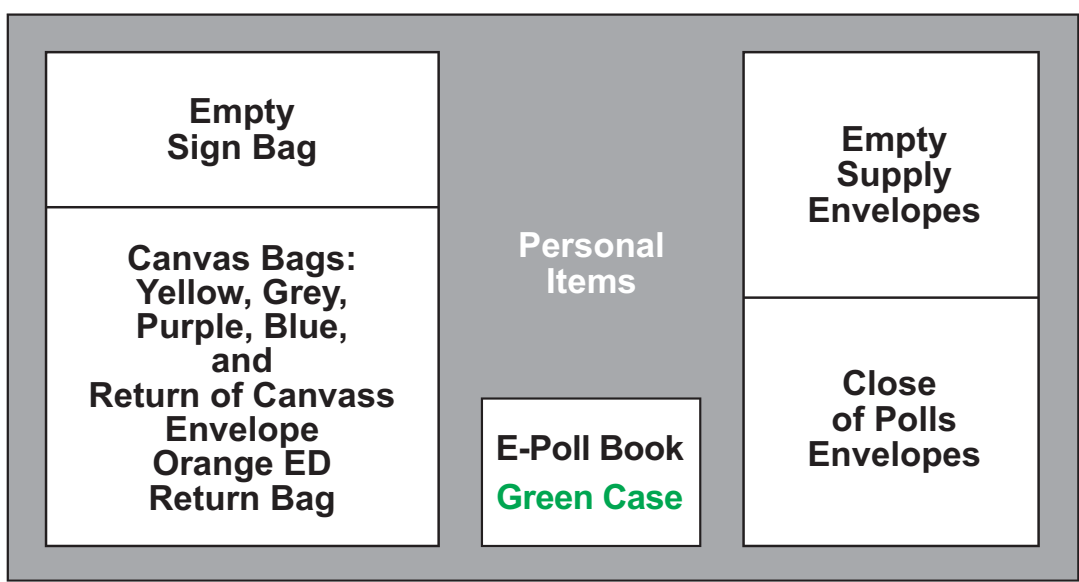 Empty
Sign Bag
Canvas Bags:
Yellow, Grey,
Purple, Blue,
and
Return of Canvass
Envelope
Orange ED
Return Bag
Personal
Items
E-Poll Book
Green Case
Empty
Supply
Envelopes
Close
of Polls
Envelopes